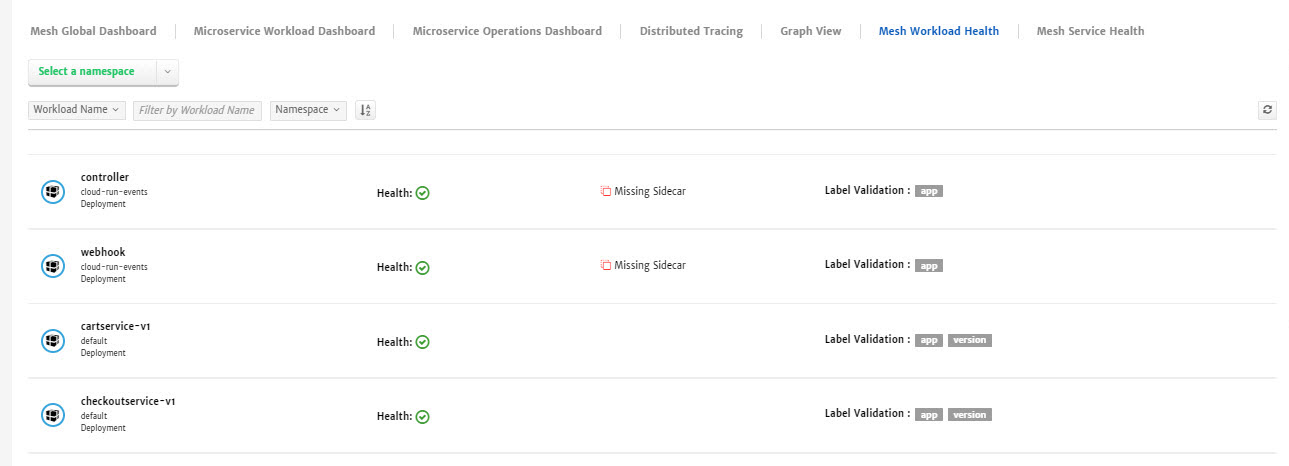 Mesh Global Dashboard Microservice Workload Dashboard Microservice Operations Dashboard Distributed Tracing Graph View Mesh Workload Health Mesh Service Health
Select a namespace
Workload Name Filter by Workload Name Namespace
controller
cloud-run-events
Deployment
Health:
Missing Sidecar
Label Validation : app
webhook
cloud-run-events
Deployment
Health:
Missing Sidecar
Label Validation : app
cartservice-v1
default
Deployment
Health:
Label Validation : app version
checkoutservice-v1
default
Deployment
Health:
Label Validation : app version